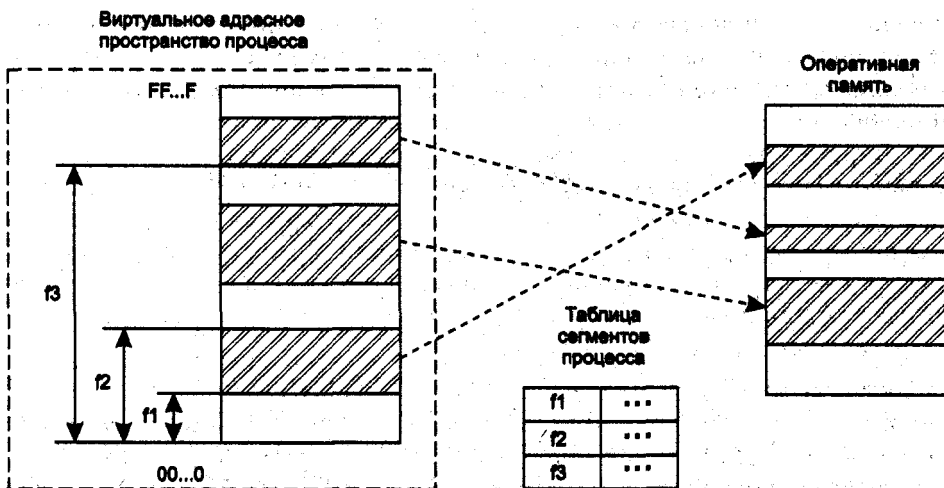 Виртуальное адресное
пространство процесса
FF...F
Оперативная
память
f3
f2
f1
00...0
Таблица
сегментов
процесса
f1 ...
f2 ...
f3 ...